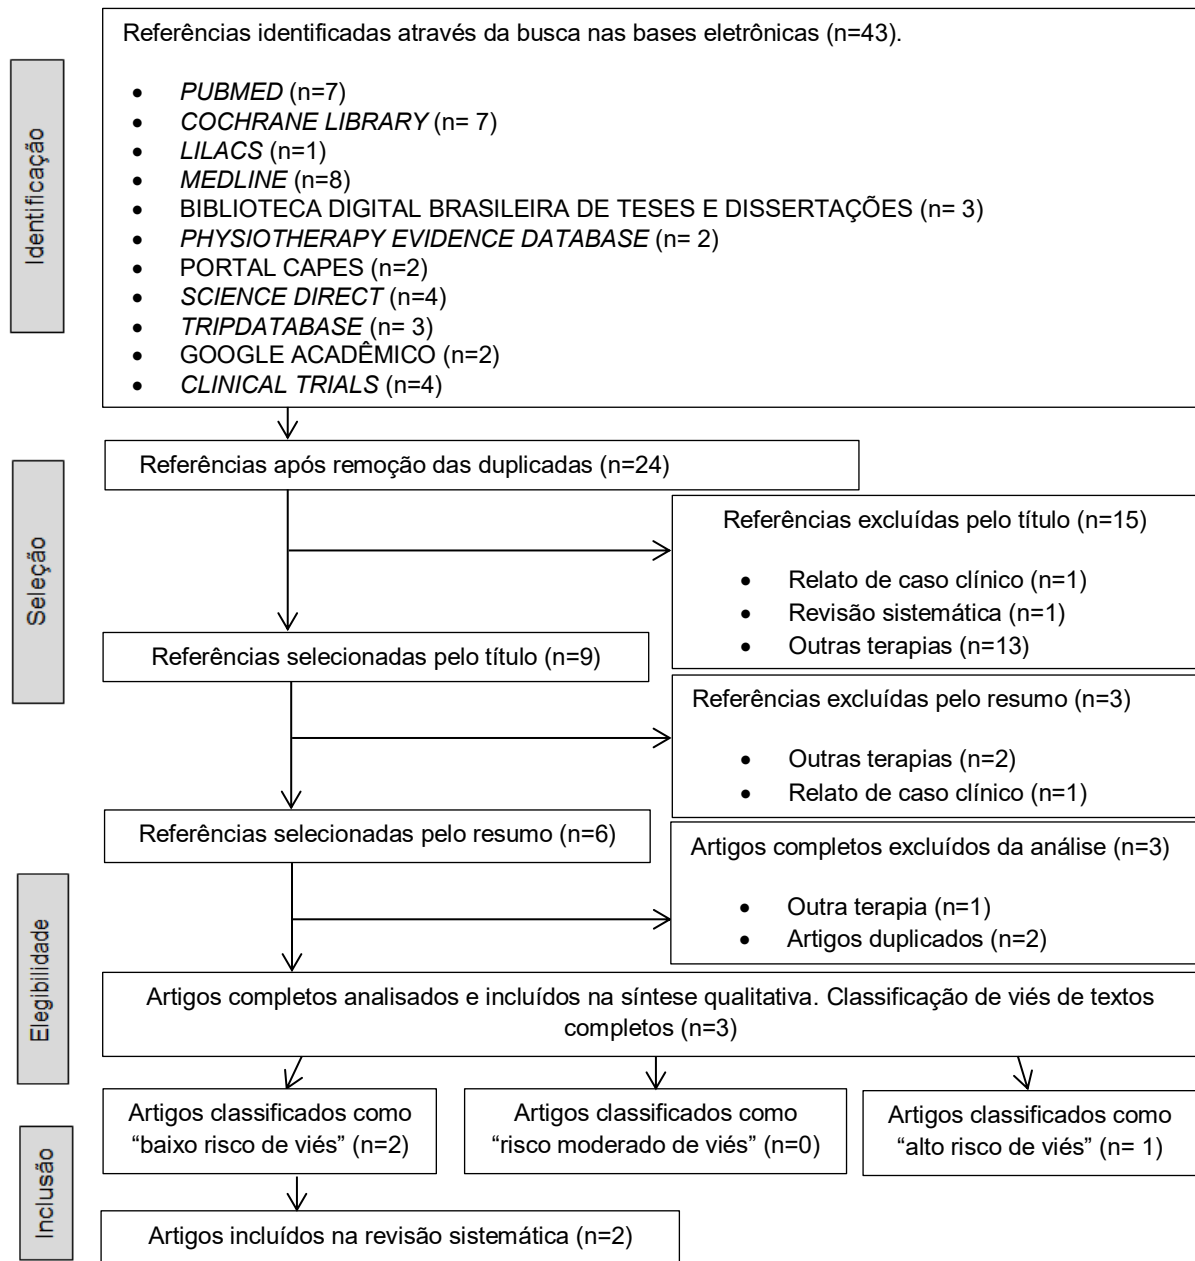 Identificação
Referências identificadas através da busca nas bases eletrônicas (n=43).
• PUBMED (n=7)
• COCHRANE LIBRARY (n= 7)
• LILACS (n=1)
• MEDLINE (n=8)
• BIBLIOTECA DIGITAL BRASILEIRA DE TESES E DISSERTAÇÕES (n= 3)
• PHYSIOTHERAPY EVIDENCE DATABASE (n= 2)
• PORTAL CAPES (n=2)
• SCIENCE DIRECT (n=4)
• TRIPDATABASE (n= 3)
• GOOGLE ACADÊMICO (n=2)
• CLINICAL TRIALS (n=4)
Seleção
Referências após remoção das duplicadas (n=24)
Referências excluídas pelo título (n=15)
• Relato de caso clínico (n=1)
• Revisão sistemática (n=1)
• Outras terapias (n=13)
Referências selecionadas pelo título (n=9)
Referências excluídas pelo resumo (n=3)
• Outras terapias (n=2)
• Relato de caso clínico (n=1)
Referências selecionadas pelo resumo (n=6)
Artigos completos excluídos da análise (n=3)
• Outra terapia (n=1)
• Artigos duplicados (n=2)
Elegibilidade
Artigos completos analisados e incluídos na síntese qualitativa. Classificação de viés de textos
completos (n=3)
Artigos classificados como
“baixo risco de viés” (n=2)
Artigos classificados como
“risco moderado de viés” (n=0)
Artigos classificados como
“alto risco de viés” (n= 1)
Inclusão
Artigos incluídos na revisão sistemática (n=2)